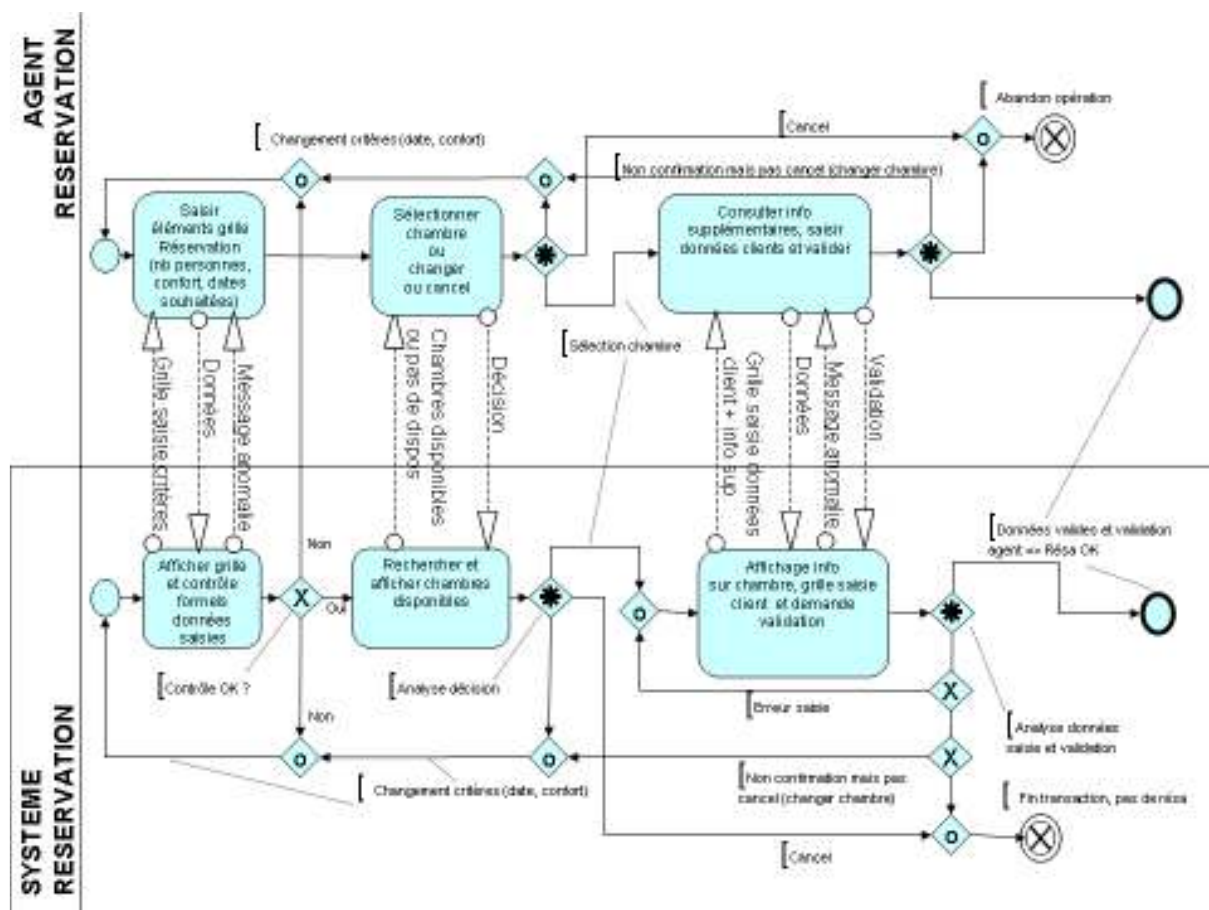 AGENT
RESERVATION
Abandon opération
Cancel
Changement critères (date, confort)
Non confirmation mais pas cancel (changer chambre)
Saisir
éléments grille
Réservation
(nb personnes,
confort, dates
souhaitées)
Sélectionner
chambre
ou
changer
ou cancel
Consulter info
supplémentaires, saisir
données clients et valider
Sélection chambre
Grille saisie critères
Données
Message anomalie
Chambres disponibles
ou pas de dispos
Décision
Grille saisie données
client + info sup
Données
Message anomalie
Validation
SYSTEME
RESERVATION
Données valides et validation
agent => Résa OK
Afficher grille
et contrôle
formels
données
saisies
Non
X
Oui
Rechercher et
afficher chambres
disponibles
Affichage info
sur chambre, grille saisie
client et demande
validation
Contrôle OK ?
Analyse décision
Erreur saisie
X
Analyse données
saisie et validation
Non
X
Non confirmation mais pas
cancel (changer chambre)
Changement critères (date, confort)
Fin transaction, pas de résa
Cancel